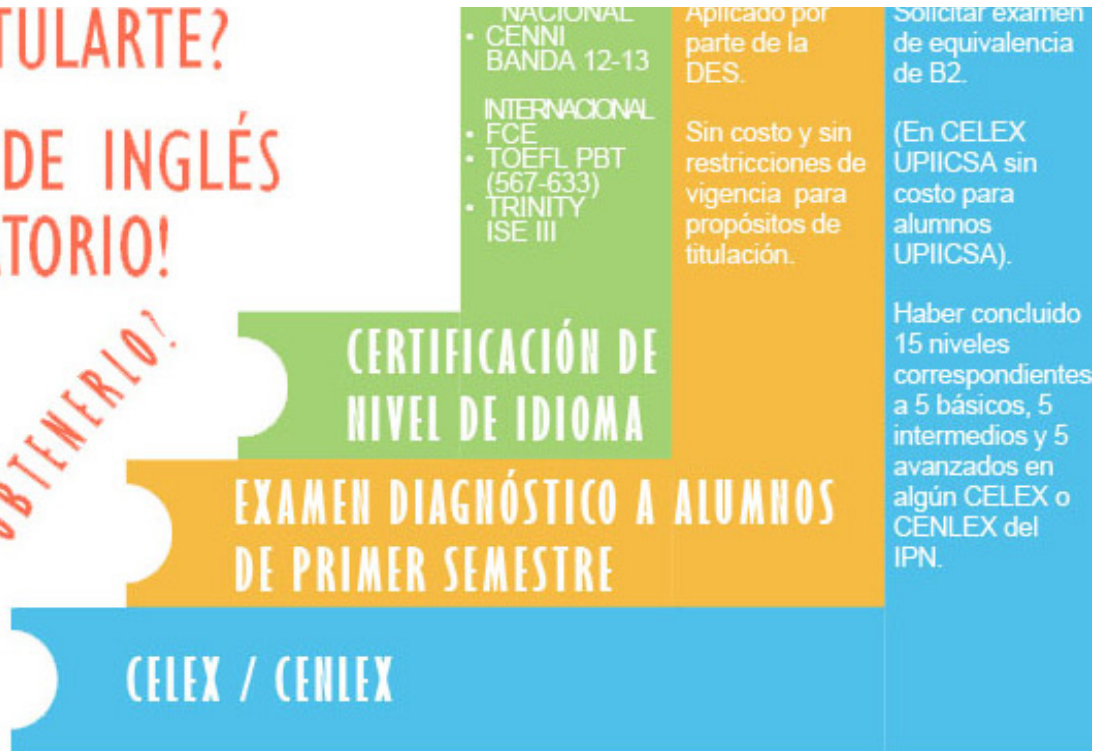 TULARTE?
DE INGLÉS
TORIO!
OBTENERLO?
NACIONAL
• CENNI
BANDA 12-13
INTERNACIONAL
• FCE
• TOEFL PBT
(567-633)
• TRINITY
ISE III
Aplicado por
parte de la
DES.
Sin costo y sin
restricciones de
vigencia para
propósitos de
titulación.
Solicitar examen
de equivalencia
de B2.
(En CELEX
UPIICSA sin
costo para
alumnos
UPIICSA).
Haber concluido
15 niveles
correspondientes
a 5 básicos, 5
intermedios y 5
avanzados en
algún CELEX o
CENLEX del
IPN.
CERTIFICACIÓN DE
NIVEL DE IDIOMA
EXAMEN DIAGNÓSTICO A ALUMNOS
DE PRIMER SEMESTRE
CELEX / CENLEX